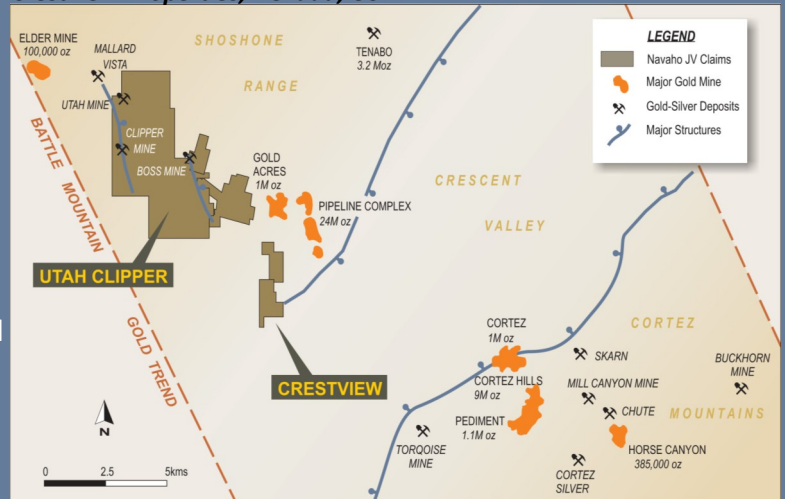 ELDER MINE
100,000 oz
MALLARD
VISTA
UTAH MINE
CLIPPER
MINE
BOSS MINE
SHOSHONE
RANGE
TENABO
3.2 Moz
LEGEND
Navaho JV Claims
Major Gold Mine
Gold-Silver Deposits
Major Structures
BATTLE MOUNTAIN
GOLD TREND
GOLD
ACRES
1M oz
PIPELINE COMPLEX
24M oz
CRESCENT
VALLEY
UTAH CLIPPER
CRESTVIEW
CORTEZ
1M oz
CORTEZ HILLS
9M oz
PEDIMENT
1.1M oz
TORQOISE
MINE
SKARN
MILL CANYON MINE
CHUTE
CORTEZ
MOUNTAINS
BUCKHORN
MINE
HORSE CANYON
385,000 oz
CORTEZ
SILVER
N
0 2.5 5kms